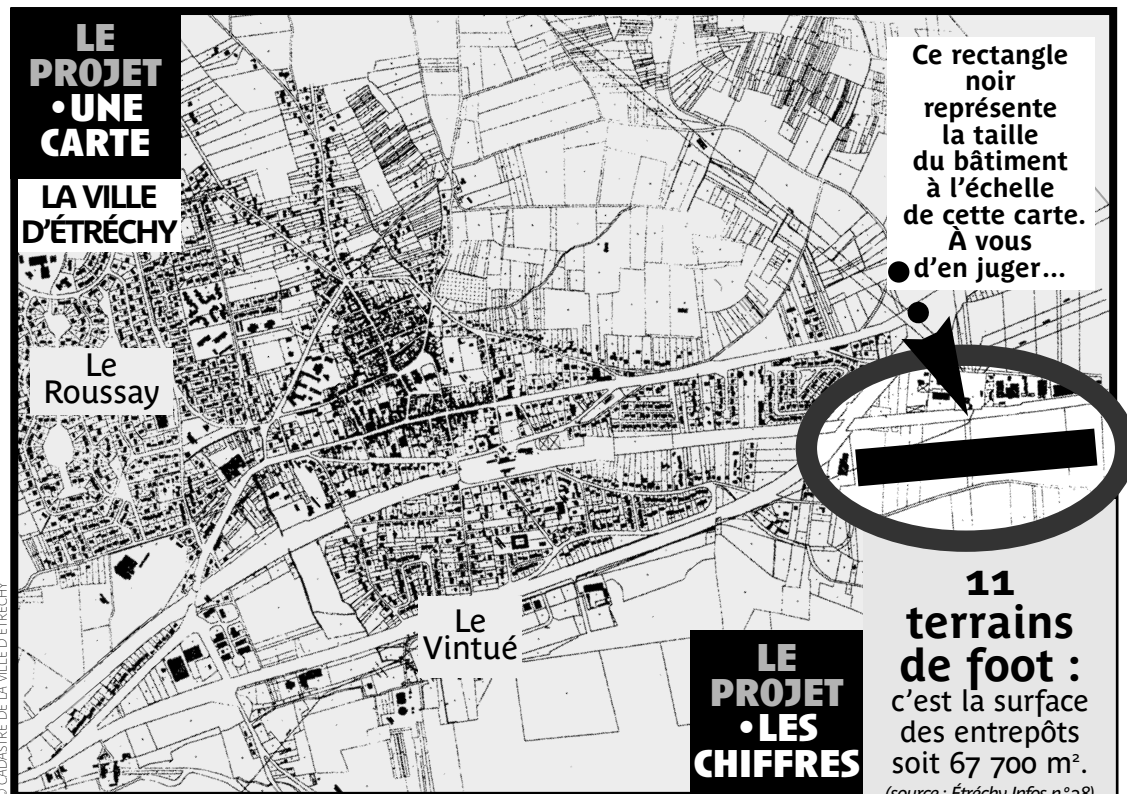 LE
PROJET
• UNE
CARTE
LA VILLE
D'ÉTRÉCHY
Ce rectangle
noir
représente
la taille
du bâtiment
à l'échelle
de cette carte.
À vous
d'en juger...
Le
Roussay
Le
Vintué
LE
PROJET
• LES
CHIFFRES
11
terrains
de foot :
c'est la surface
des entrepôts
soit 67 700 m².
(source : Étréchy Infos n°28)
© CADASTRE DE LA VILLE D'ÉTRÉCHY